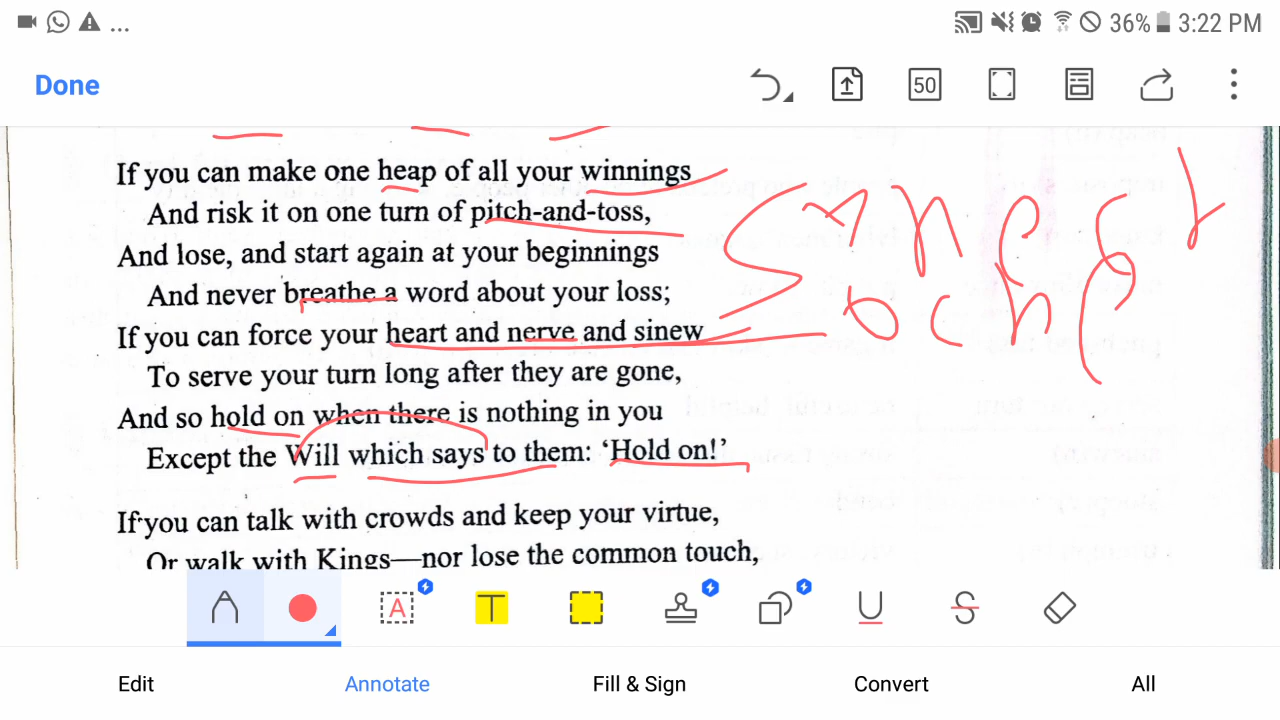 ... 36% 3:22 PM
Done 50
If you can make one heap of all your winnings
And risk it on one turn of pitch-and-toss,
And lose, and start again at your beginnings
And never breathe a word about your loss;
If you can force your heart and nerve and sinew
To serve your turn long after they are gone,
And so hold on when there is nothing in you
Except the Will which says to them: ‘Hold on!’
If you can talk with crowds and keep your virtue,
Or walk with Kings—nor lose the common touch,
A T U S
Edit Annotate Fill & Sign Convert All